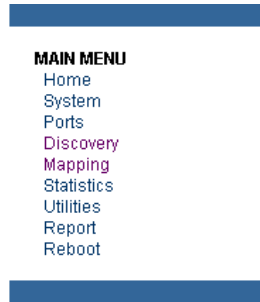 MAIN MENU
Home
System
Ports
Discovery
Mapping
Statistics
Utilities
Report
Reboot